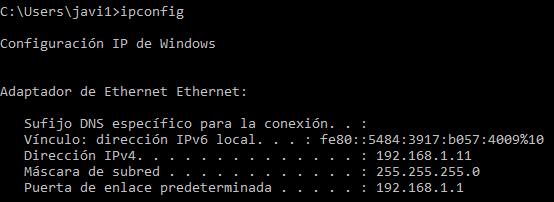 C:\Users\javi1>ipconfig
Configuración IP de Windows
Adaptador de Ethernet Ethernet:
Sufijo DNS específico para la conexión. . :
Vínculo: dirección IPv6 local. . . : fe80::5484:3917:b057:4009%10
Dirección IPv4. . . . . . . . . . . . . . : 192.168.1.11
Máscara de subred . . . . . . . . . . . . : 255.255.255.0
Puerta de enlace predeterminada . . . . . : 192.168.1.1